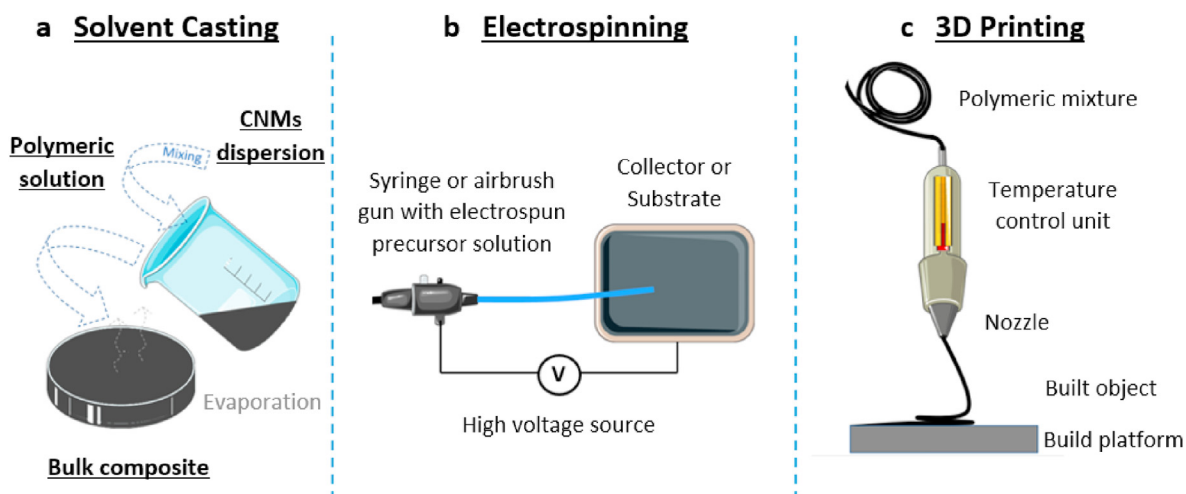 a Solvent Casting
CNMs
dispersion
Mixing
Polymeric
solution
Evaporation
Bulk composite
b Electrospinning
Syringe or airbrush
gun with electrospun
precursor solution
Collector or
Substrate
V
High voltage source
c 3D Printing
Polymeric mixture
Temperature
control unit
Nozzle
Built object
Build platform